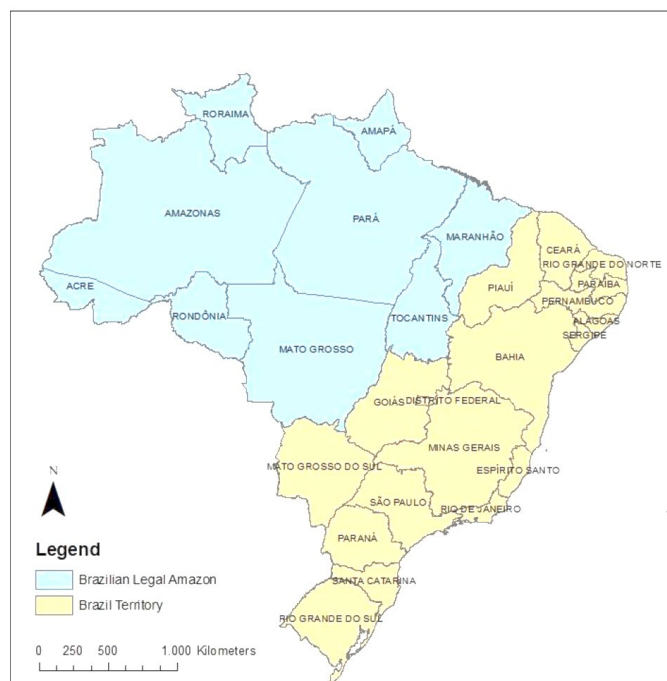 RORAIMA
AMAPÁ
AMAZONAS
PARÁ
MARANHÃO
CEARÁ
RIO GRANDE DO NORTE
ACRE
PIAUÍ
PARAÍBA
PERNAMBUCO
RONDÔNIA
TOCANTINS
ALAGOAS
SERGIPE
MATO GROSSO
BAHIA
GOIÁS
DISTRITO FEDERAL
MINAS GERAIS
MATO GROSSO DO SUL
ESPÍRITO SANTO
SÃO PAULO
RIO DE JANEIRO
PARANÁ
SANTA CATARINA
RIO GRANDE DO SUL
N
Legend
Brazilian Legal Amazon
Brazil Territory
0 250 500 1.000 Kilometers